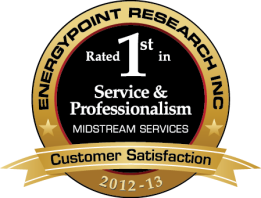 ENERGYPOINT RESEARCH INC
Rated 1st in
Service &
Professionalism
MIDSTREAM SERVICES
Customer Satisfaction
2012-13